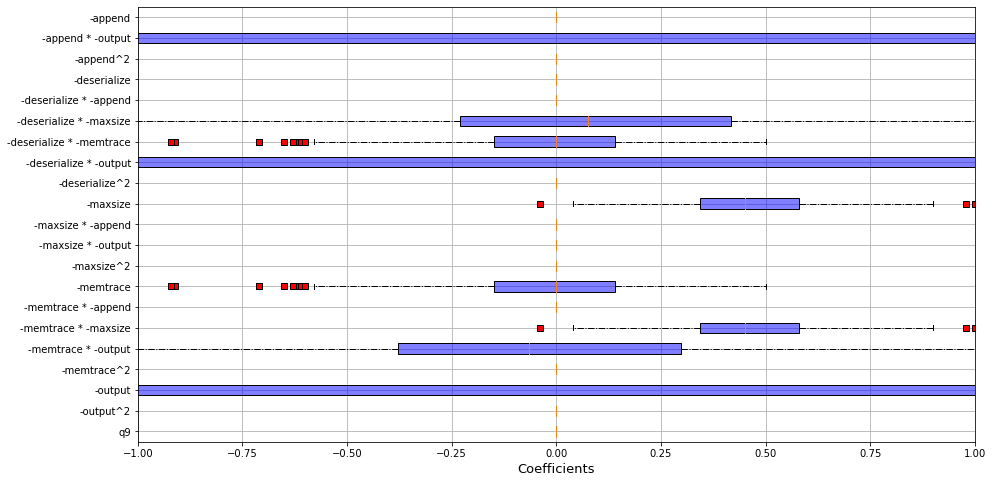 -append
-append * -output
-append^2
-deserialize
-deserialize * -append
-deserialize * -maxsize
-deserialize * -memtrace
-deserialize * -output
-deserialize^2
-maxsize
-maxsize * -append
-maxsize * -output
-maxsize^2
-memtrace
-memtrace * -append
-memtrace * -maxsize
-memtrace * -output
-memtrace^2
-output
-output^2
q9
−1.00 −0.75 −0.50 −0.25 0.00 0.25 0.50 0.75 1.00
Coefficients